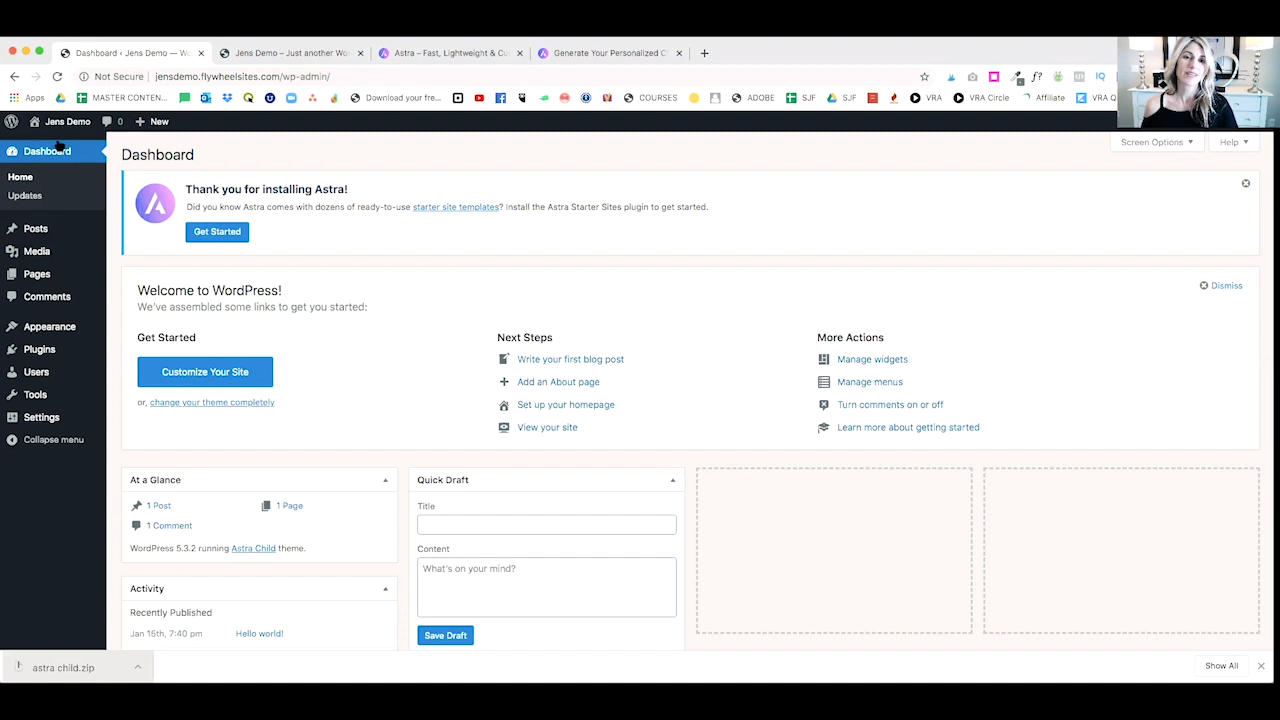 Dashboard ‹ Jens Demo — Wo
Jens Demo – Just another Wo
Astra – Fast, Lightweight & Cu
Generate Your Personalized C
Not Secure
jensdemo.flywheelsites.com/wp-admin/
f?
IQ
Apps
MASTER CONTEN...
Download your fre...
COURSES
ADOBE
SJF
SJF
VRA
VRA Circle
Affiliate
VRA Q
Jens Demo
0
New
Screen Options
Help
Dashboard
Home
Updates
Posts
Media
Pages
Comments
Appearance
Plugins
Users
Tools
Settings
Collapse menu
Dashboard
Thank you for installing Astra!
Did you know Astra comes with dozens of ready-to-use starter site templates? Install the Astra Starter Sites plugin to get started.
Get Started
Welcome to WordPress!
We've assembled some links to get you started:
Dismiss
Get Started
Customize Your Site
or, change your theme completely
Next Steps
Write your first blog post
Add an About page
Set up your homepage
View your site
More Actions
Manage widgets
Manage menus
Turn comments on or off
Learn more about getting started
At a Glance
1 Post
1 Page
1 Comment
WordPress 5.3.2 running Astra Child theme.
Activity
Recently Published
Jan 15th, 7:40 pm
Hello world!
Quick Draft
Title
Content
What's on your mind?
Save Draft
astra child.zip
Show All